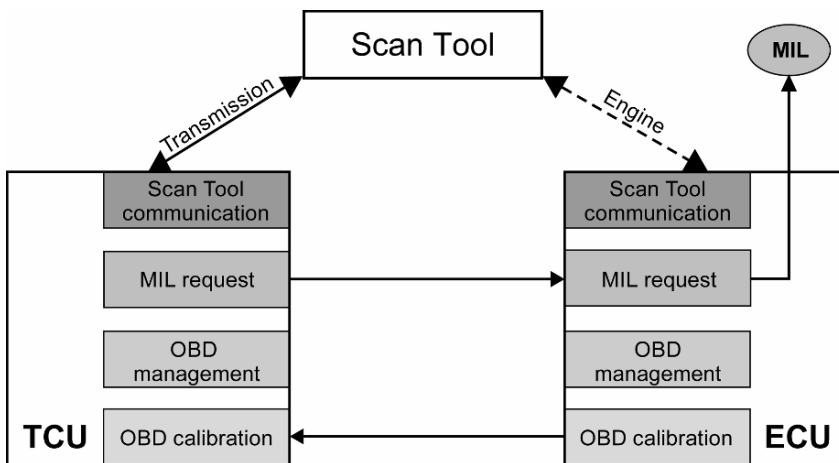 Scan Tool
MIL
Transmission
Engine
Scan Tool
communication
Scan Tool
communication
MIL request
MIL request
OBD
management
OBD
management
TCU
OBD calibration
OBD calibration
ECU